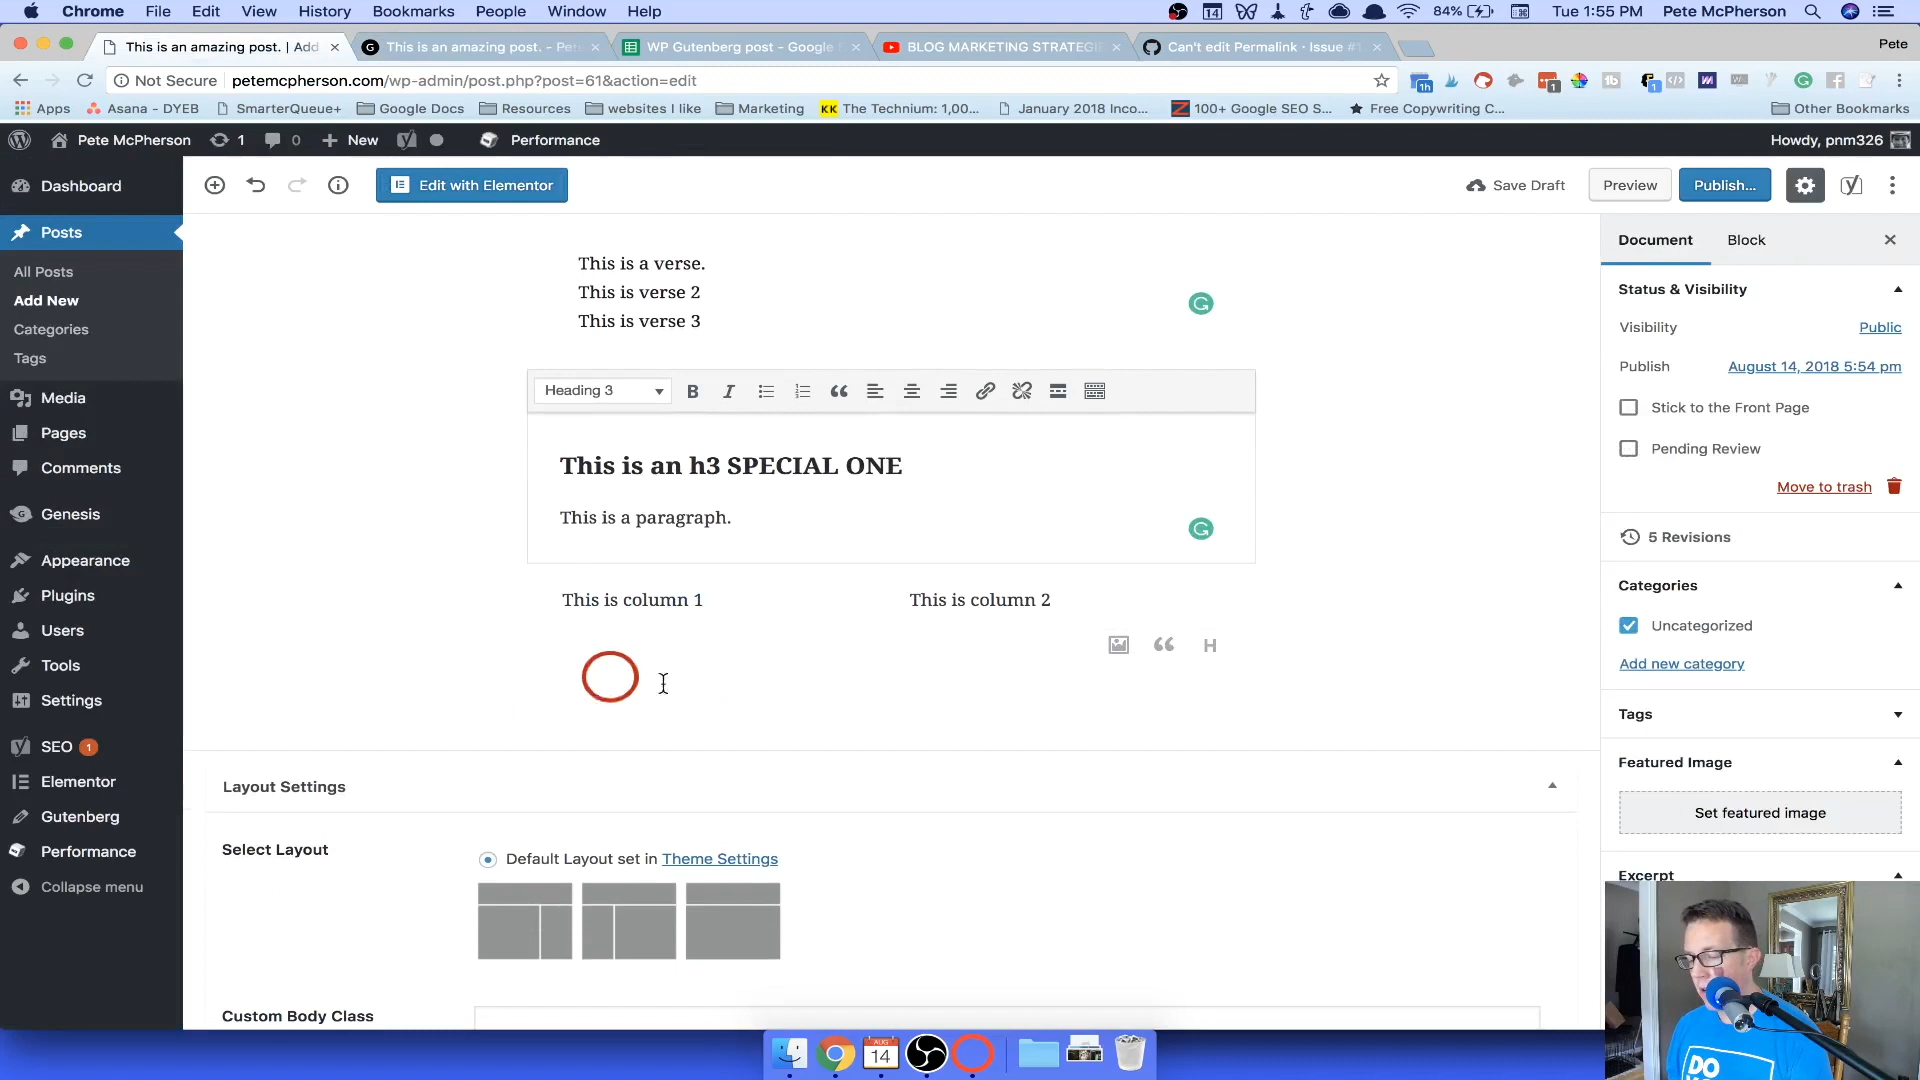 Chrome File Edit View History Bookmarks People Window Help
14 84% Tue 1:55 PM Pete McPherson
This is an amazing post. | Add
This is an amazing post. - Pete
WP Gutenberg post - Google
BLOG MARKETING STRATEGI
Can't edit Permalink · Issue #1
Pete
Not Secure petemcpherson.com/wp-admin/post.php?post=61&action=edit
Apps Asana - DYEB SmarterQueue+ Google Docs Resources websites I like Marketing KK The Technium: 1,00... January 2018 Inco... 100+ Google SEO S... Free Copywriting C... Other Bookmarks
Pete McPherson 1 0 New Performance Howdy, pnm326
Dashboard
Posts
All Posts
Add New
Categories
Tags
Media
Pages
Comments
Genesis
Appearance
Plugins
Users
Tools
Settings
SEO 1
Elementor
Gutenberg
Performance
Collapse menu
Edit with Elementor
Save Draft Preview Publish...
This is a verse.
This is verse 2
This is verse 3
Heading 3 B I
This is an h3 SPECIAL ONE
This is a paragraph.
This is column 1 This is column 2
H
Layout Settings
Select Layout
Default Layout set in Theme Settings
Custom Body Class
Document Block
Status & Visibility
Visibility Public
Publish August 14, 2018 5:54 pm
Stick to the Front Page
Pending Review
Move to trash
5 Revisions
Categories
Uncategorized
Add new category
Tags
Featured Image
Set featured image
Excerpt
AUG
14
DO